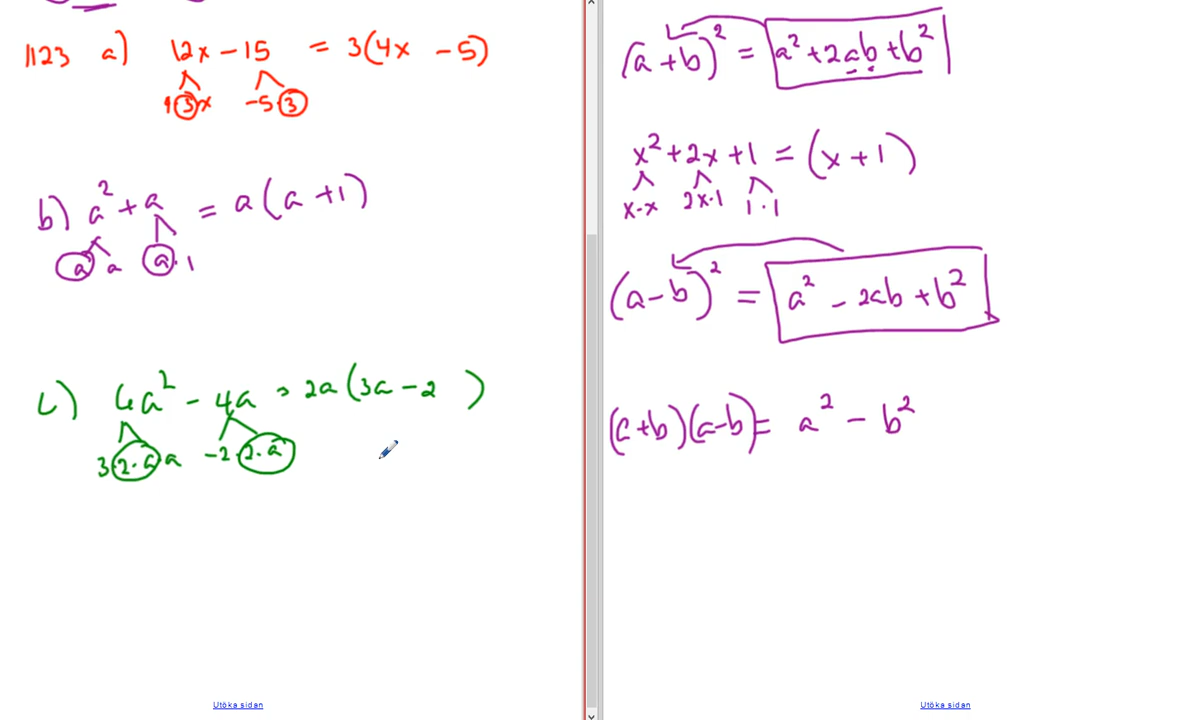 1123 a) 12x - 15 = 3(4x - 5)
4 3 x -5 3
b) a² + a = a(a + 1)
a a a · 1
c) 6a² - 4a = 2a(3a - 2 )
3 2 · a a -2 2 · a
Utöka sidan
(a + b)² = a² + 2ab + b²
x² + 2x + 1 = (x + 1)
x · x 2x · 1 1 · 1
(a - b)² = a² - 2ab + b²
(a + b)(a - b) = a² - b²
Utöka sidan